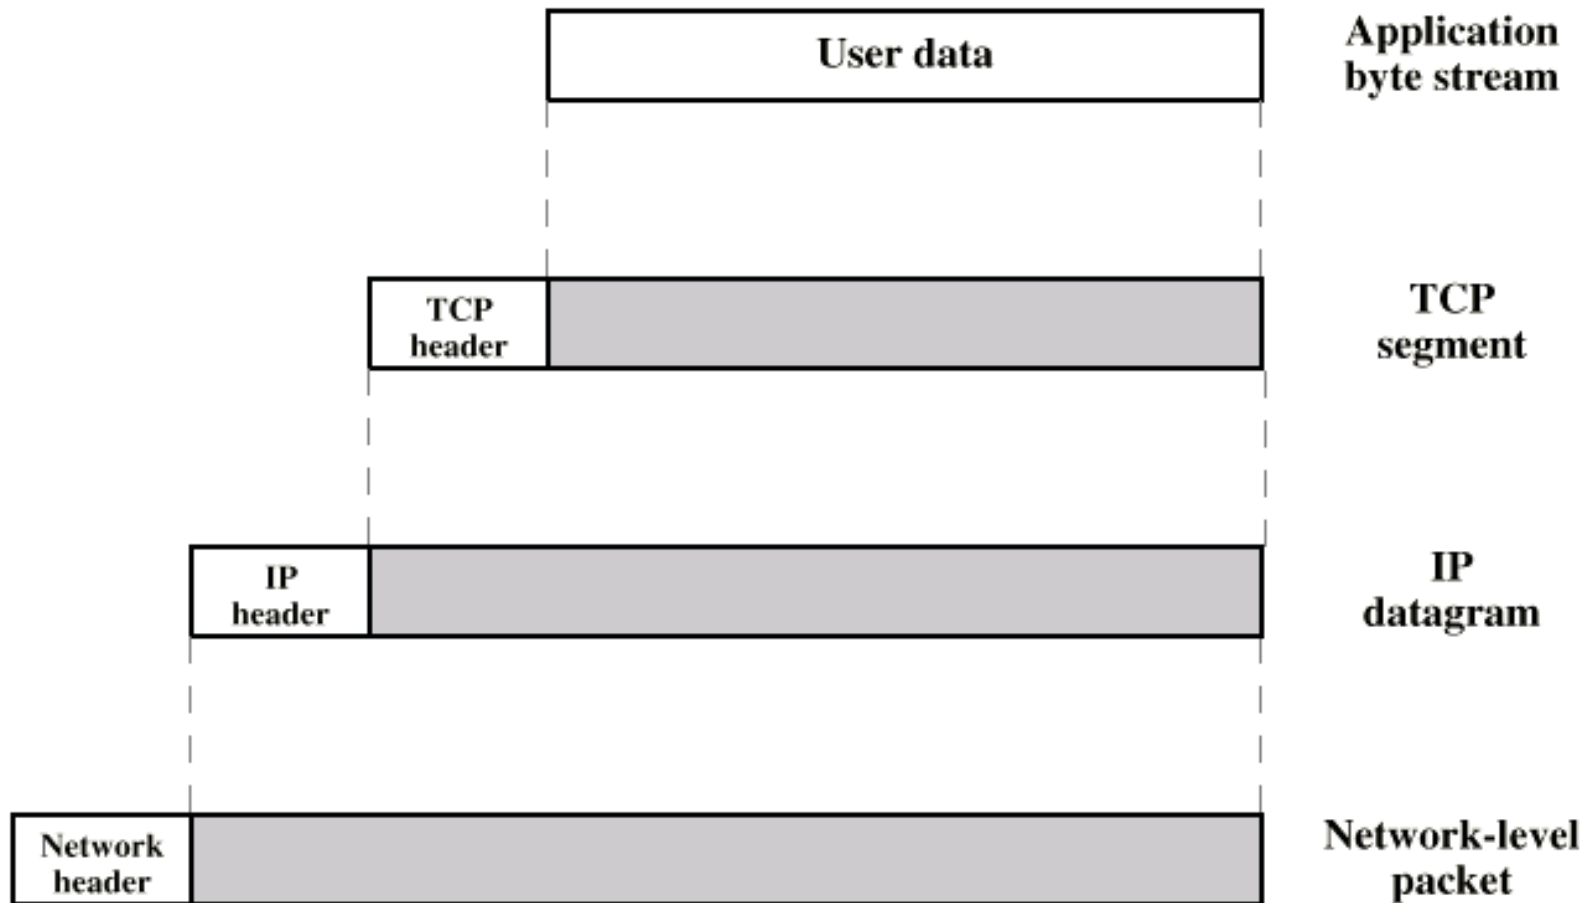 User data
Application
byte stream
TCP
header
TCP
segment
IP
header
IP
datagram
Network
header
Network-level
packet